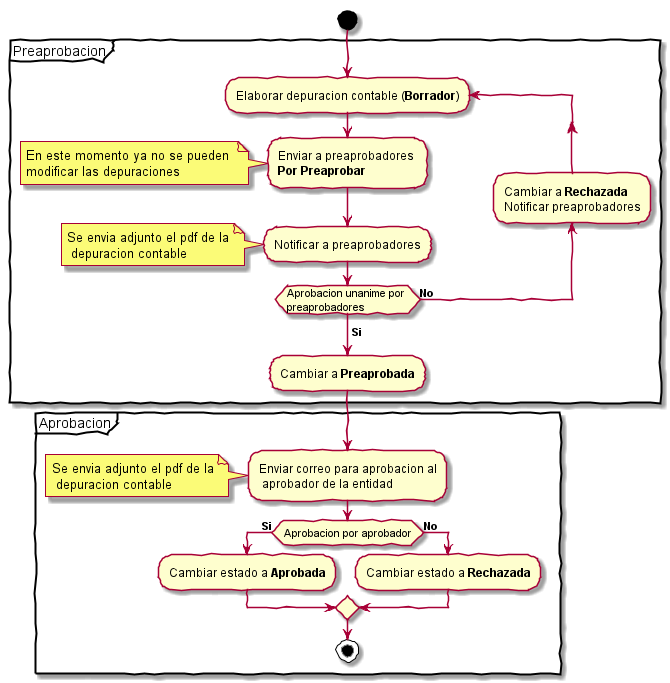 Preaprobacion
Elaborar depuracion contable (Borrador)
En este momento ya no se pueden
modificar las depuraciones
Enviar a preaprobadores
Por Preaprobar
Cambiar a Rechazada
Notificar preaprobadores
Se envia adjunto el pdf de la
depuracion contable
Notificar a preaprobadores
Aprobacion unanime por
preaprobadores
No
Si
Cambiar a Preaprobada
Aprobacion
Se envia adjunto el pdf de la
depuracion contable
Enviar correo para aprobacion al
aprobador de la entidad
Si
Aprobacion por aprobador
No
Cambiar estado a Aprobada
Cambiar estado a Rechazada